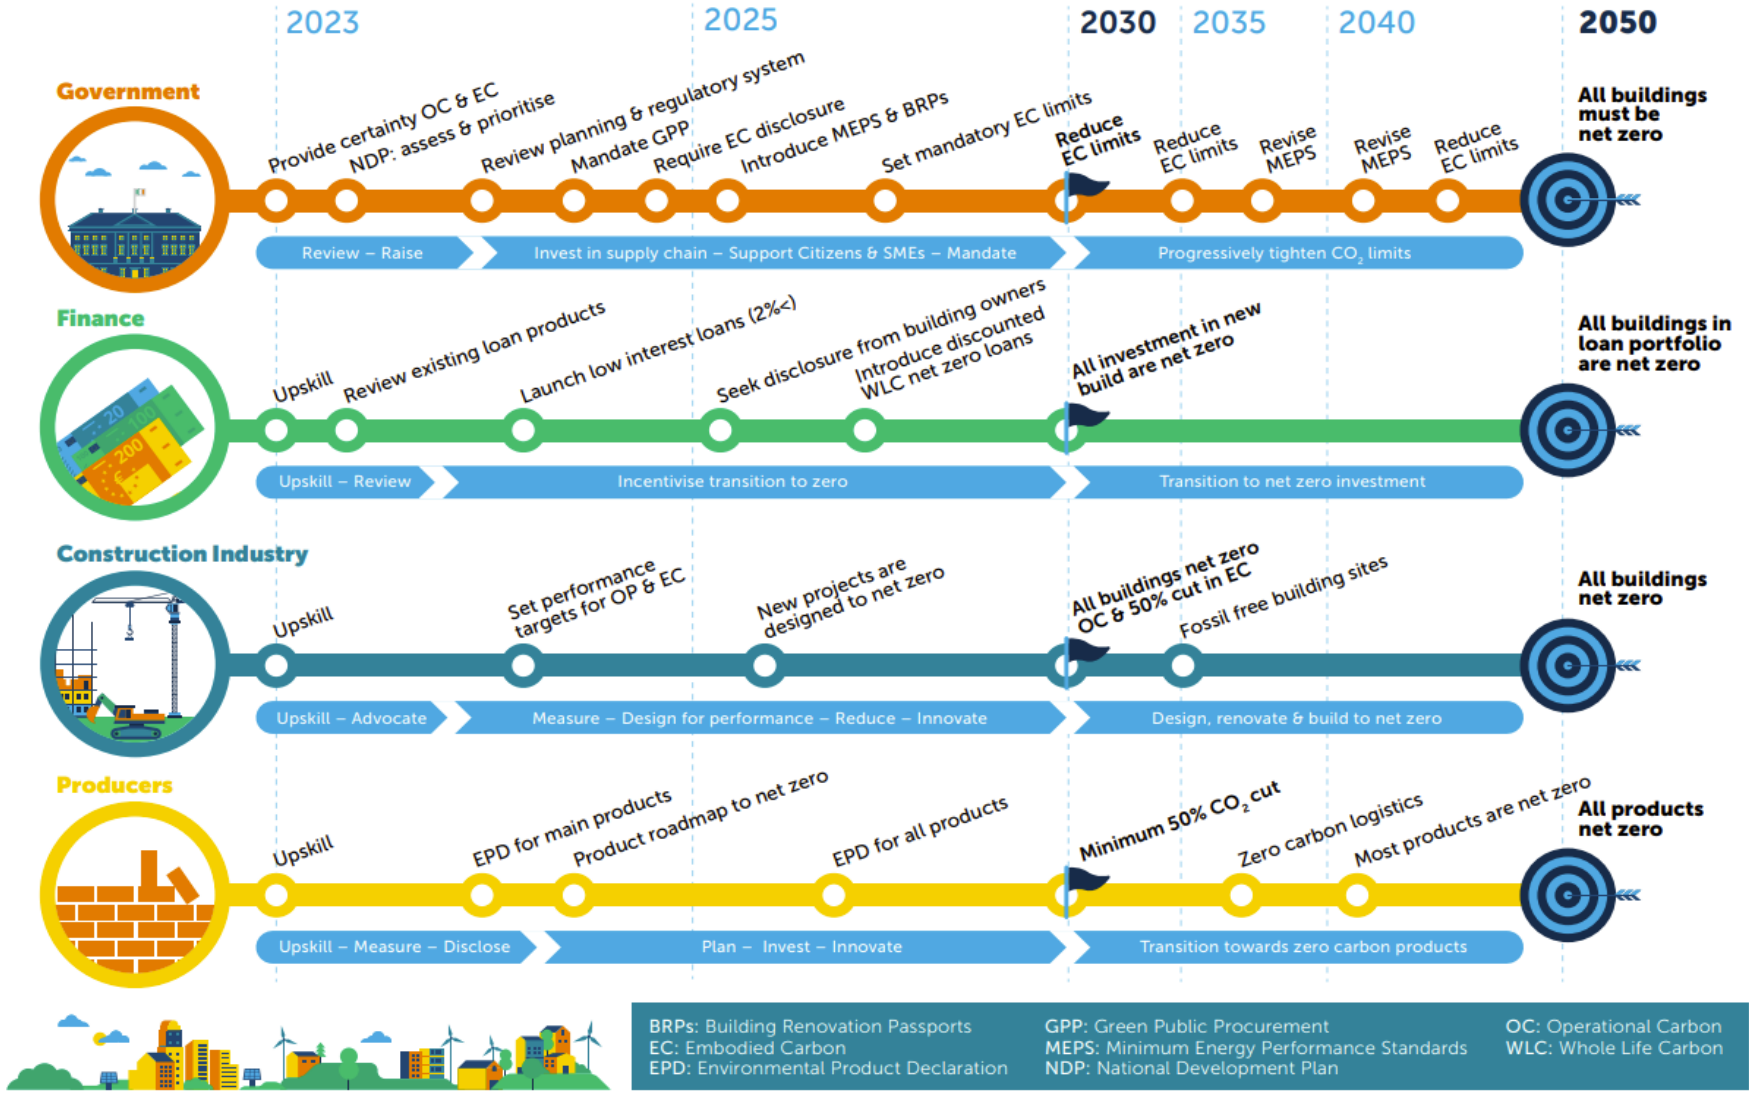 2023
2025
2030
2035
2040
2050
Government
Provide certainty OC & EC
NDP: assess & prioritise
Review planning & regulatory system
Mandate GPP
Require EC disclosure
Introduce MEPS & BRPs
Set mandatory EC limits
Reduce
EC limits
Reduce
EC limits
Revise
MEPS
Revise
MEPS
Reduce
EC limits
All buildings
must be
net zero
Review – Raise
Invest in supply chain – Support Citizens & SMEs – Mandate
Progressively tighten CO₂ limits
Finance
20
100
200
Upskill
Review existing loan products
Launch low interest loans (2%<)
Seek disclosure from building owners
Introduce discounted
WLC net zero loans
All investment in new
build are net zero
All buildings in
loan portfolio
are net zero
Upskill – Review
Incentivise transition to zero
Transition to net zero investment
Construction Industry
Upskill
Set performance
targets for OP & EC
New projects are
designed to net zero
All buildings net zero
OC & 50% cut in EC
Fossil free building sites
All buildings
net zero
Upskill – Advocate
Measure – Design for performance – Reduce – Innovate
Design, renovate & build to net zero
Producers
Upskill
EPD for main products
Product roadmap to net zero
EPD for all products
Minimum 50% CO₂ cut
Zero carbon logistics
Most products are net zero
All products
net zero
Upskill – Measure – Disclose
Plan – Invest – Innovate
Transition towards zero carbon products
BRPs: Building Renovation Passports
EC: Embodied Carbon
EPD: Environmental Product Declaration
GPP: Green Public Procurement
MEPS: Minimum Energy Performance Standards
NDP: National Development Plan
OC: Operational Carbon
WLC: Whole Life Carbon